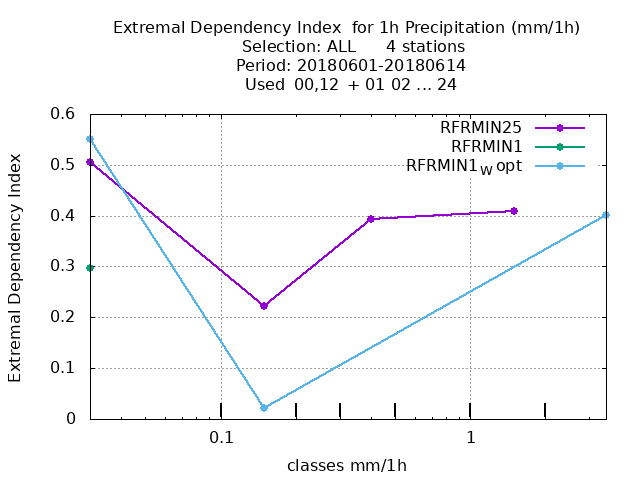 Extremal Dependency Index  for 1h Precipitation (mm/1h)
Selection: ALL      4 stations
Period: 20180601-20180614
Used  00,12  + 01 02 ... 24
RFRMIN25
RFRMIN1
RFRMIN1W opt
Extremal Dependency Index
0.6
0.5
0.4
0.3
0.2
0.1
0
0.1
1
classes mm/1h